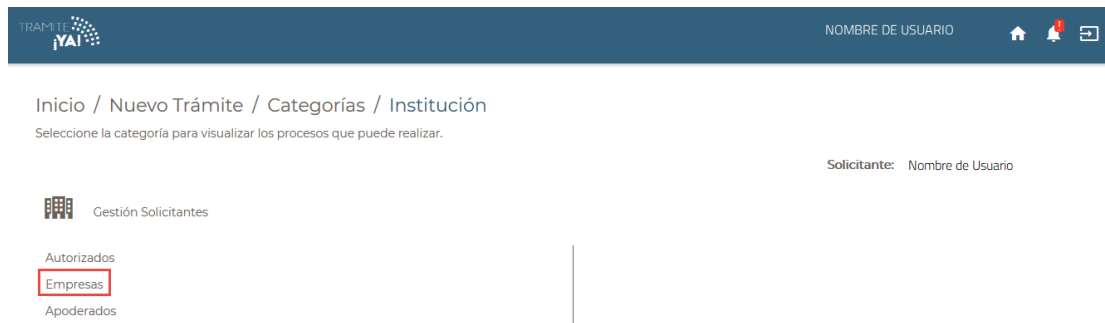 TRAMITE
¡YA!
NOMBRE DE USUARIO
!
Inicio / Nuevo Trámite / Categorías / Institución
Seleccione la categoría para visualizar los procesos que puede realizar.
Solicitante: Nombre de Usuario
Gestión Solicitantes
Autorizados
Empresas
Apoderados